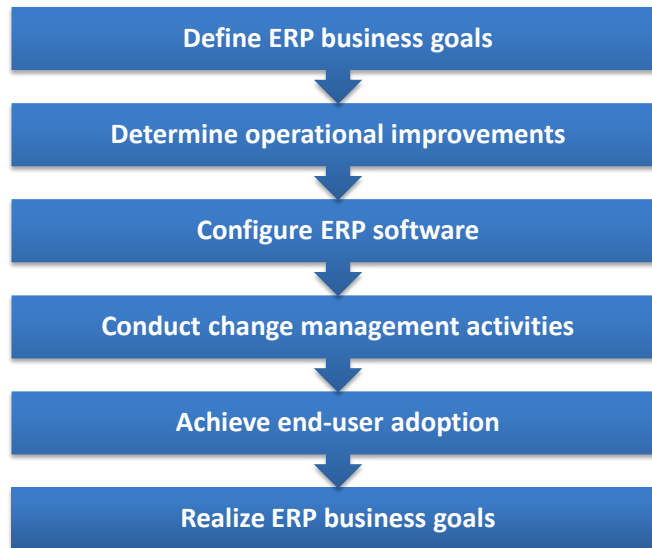 Define ERP business goals
Determine operational improvements
Configure ERP software
Conduct change management activities
Achieve end-user adoption
Realize ERP business goals